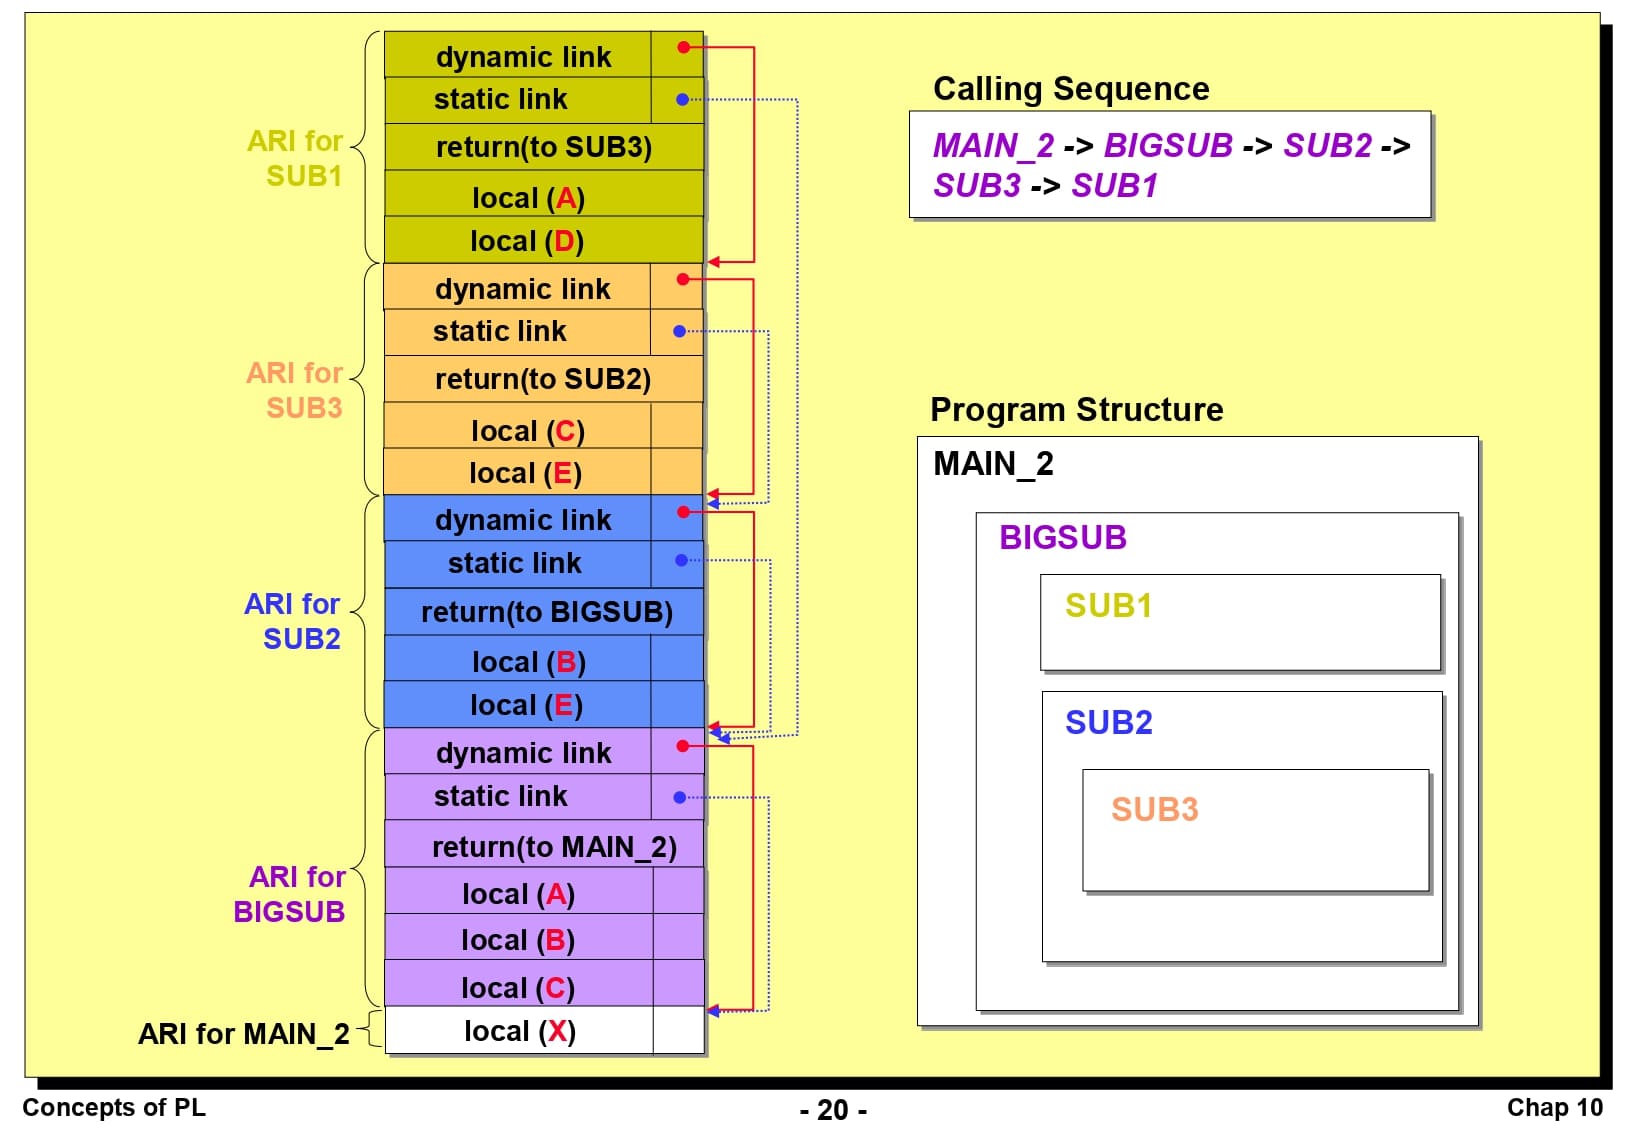 dynamic link
static link
ARI for
SUB1
return(to SUB3)
local (A)
local (D)
dynamic link
static link
ARI for
SUB3
return(to SUB2)
local (C)
local (E)
dynamic link
static link
ARI for
SUB2
return(to BIGSUB)
local (B)
local (E)
dynamic link
static link
return(to MAIN_2)
ARI for
BIGSUB
local (A)
local (B)
local (C)
ARI for MAIN_2
local (X)
Calling Sequence
MAIN_2 -> BIGSUB -> SUB2 ->
SUB3 -> SUB1
Program Structure
MAIN_2
BIGSUB
SUB1
SUB2
SUB3
Concepts of PL
- 20 -
Chap 10